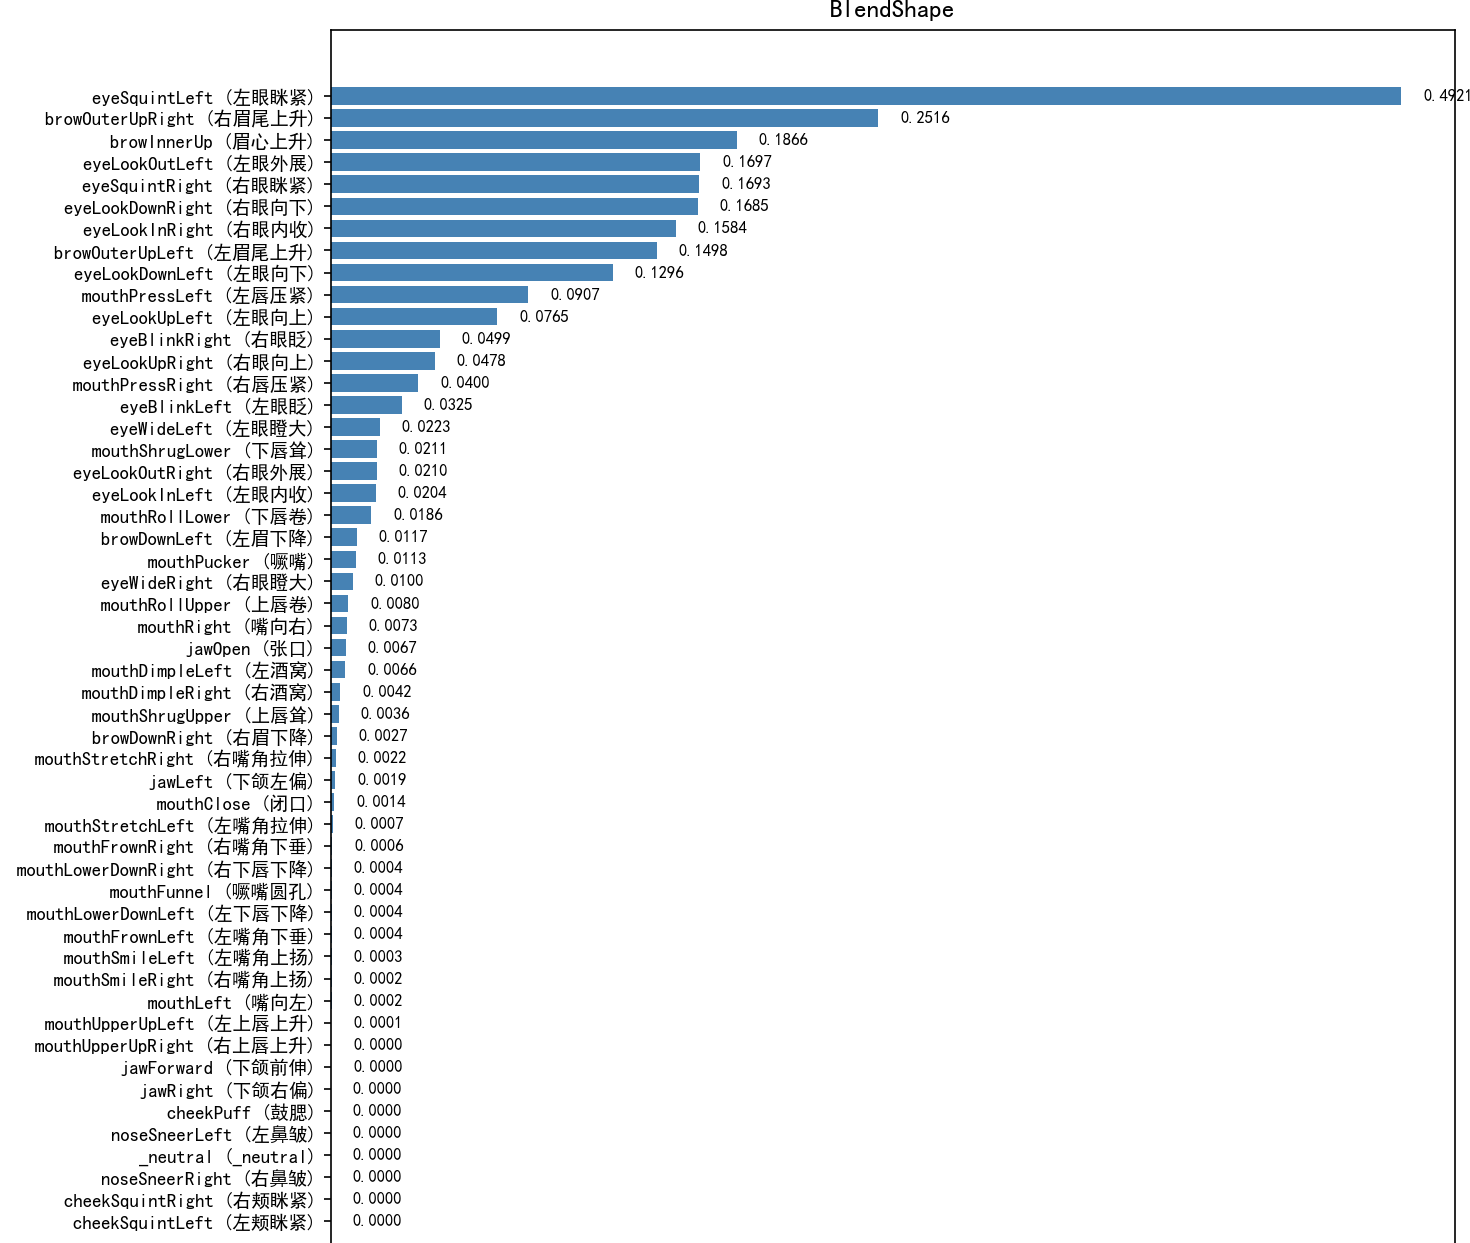 BlendShape
eyeSquintLeft (左眼眯紧) 0.4921
browOuterUpRight (右眉尾上升) 0.2516
browInnerUp (眉心上升) 0.1866
eyeLookOutLeft (左眼外展) 0.1697
eyeSquintRight (右眼眯紧) 0.1693
eyeLookDownRight (右眼向下) 0.1685
eyeLookInRight (右眼内收) 0.1584
browOuterUpLeft (左眉尾上升) 0.1498
eyeLookDownLeft (左眼向下) 0.1296
mouthPressLeft (左唇压紧) 0.0907
eyeLookUpLeft (左眼向上) 0.0765
eyeBlinkRight (右眼眨) 0.0499
eyeLookUpRight (右眼向上) 0.0478
mouthPressRight (右唇压紧) 0.0400
eyeBlinkLeft (左眼眨) 0.0325
eyeWideLeft (左眼瞪大) 0.0223
mouthShrugLower (下唇耸) 0.0211
eyeLookOutRight (右眼外展) 0.0210
eyeLookInLeft (左眼内收) 0.0204
mouthRollLower (下唇卷) 0.0186
browDownLeft (左眉下降) 0.0117
mouthPucker (噘嘴) 0.0113
eyeWideRight (右眼瞪大) 0.0100
mouthRollUpper (上唇卷) 0.0080
mouthRight (嘴向右) 0.0073
jawOpen (张口) 0.0067
mouthDimpleLeft (左酒窝) 0.0066
mouthDimpleRight (右酒窝) 0.0042
mouthShrugUpper (上唇耸) 0.0036
browDownRight (右眉下降) 0.0027
mouthStretchRight (右嘴角拉伸) 0.0022
jawLeft (下颌左偏) 0.0019
mouthClose (闭口) 0.0014
mouthStretchLeft (左嘴角拉伸) 0.0007
mouthFrownRight (右嘴角下垂) 0.0006
mouthLowerDownRight (右下唇下降) 0.0004
mouthFunnel (噘嘴圆孔) 0.0004
mouthLowerDownLeft (左下唇下降) 0.0004
mouthFrownLeft (左嘴角下垂) 0.0004
mouthSmileLeft (左嘴角上扬) 0.0003
mouthSmileRight (右嘴角上扬) 0.0002
mouthLeft (嘴向左) 0.0002
mouthUpperUpLeft (左上唇上升) 0.0001
mouthUpperUpRight (右上唇上升) 0.0000
jawForward (下颌前伸) 0.0000
jawRight (下颌右偏) 0.0000
cheekPuff (鼓腮) 0.0000
noseSneerLeft (左鼻皱) 0.0000
_neutral (_neutral) 0.0000
noseSneerRight (右鼻皱) 0.0000
cheekSquintRight (右颊眯紧) 0.0000
cheekSquintLeft (左颊眯紧) 0.0000